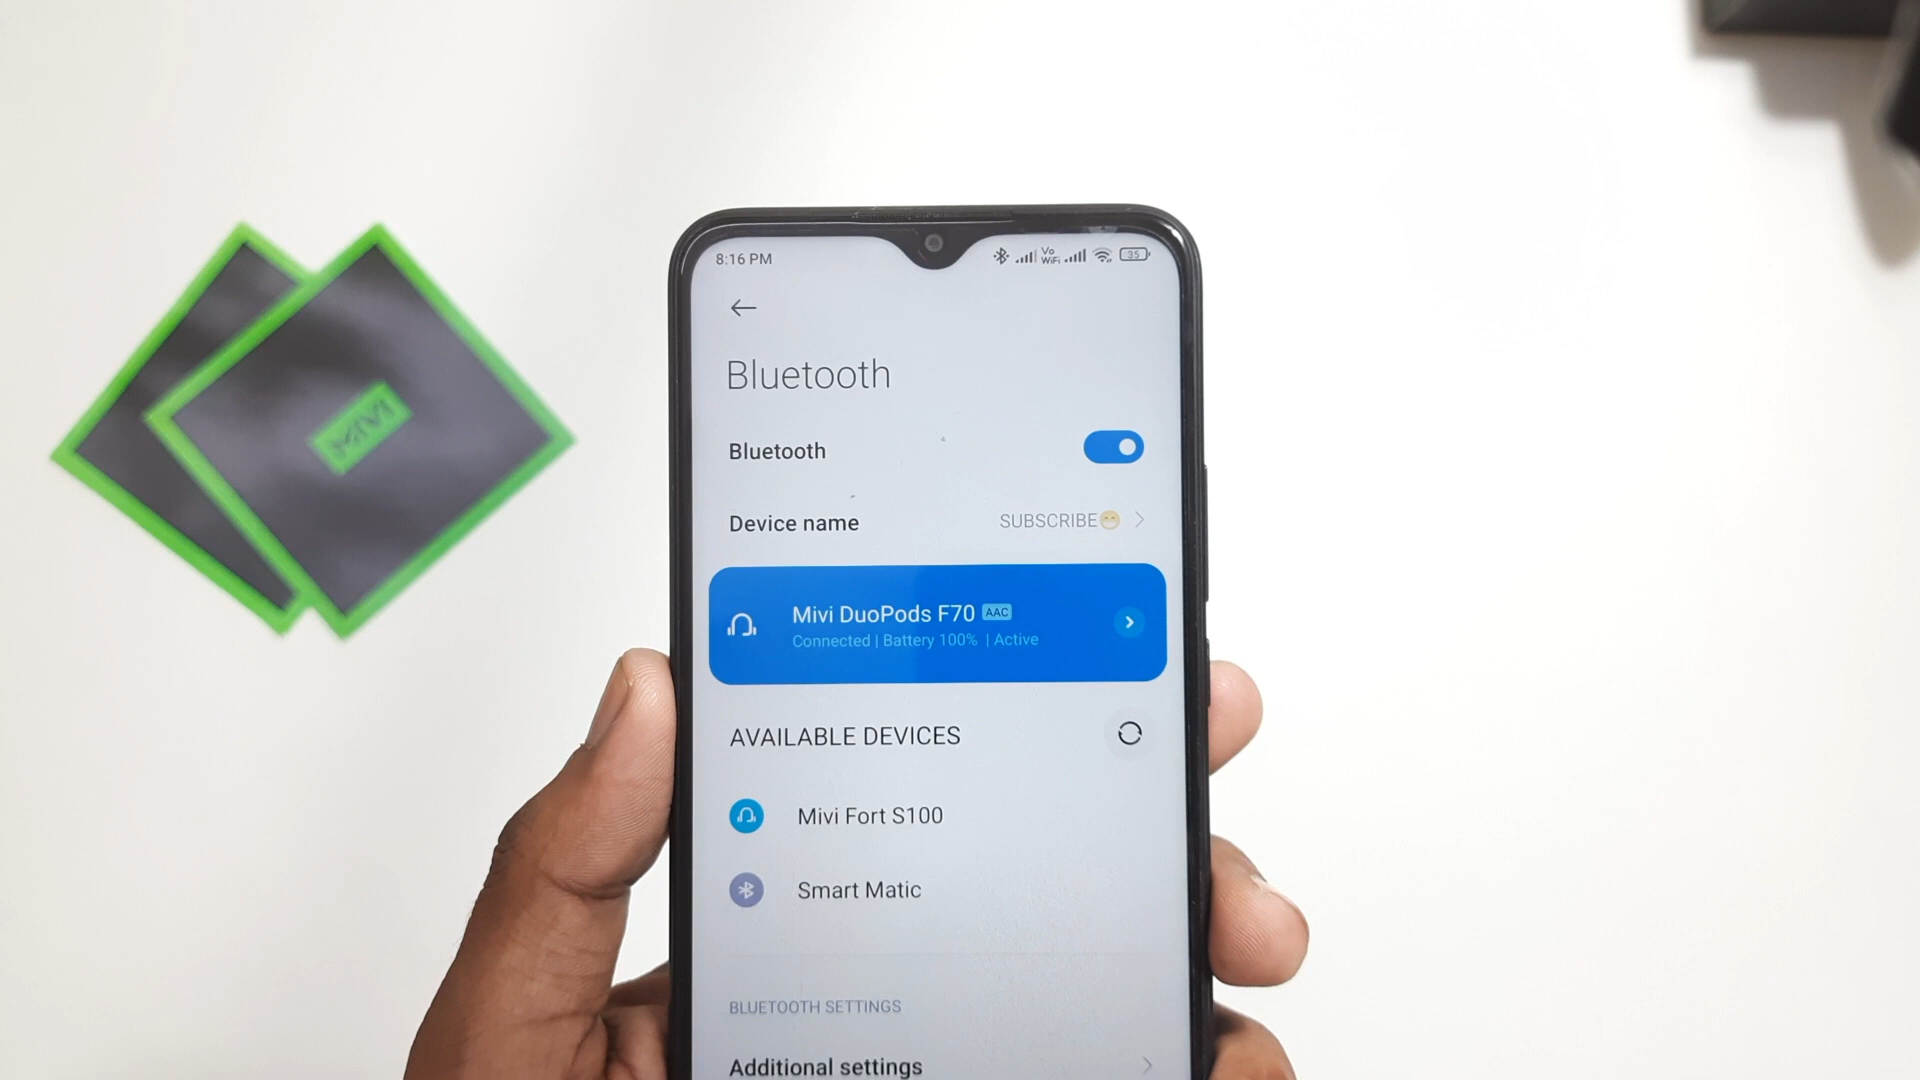 8:16 PM
Vo
WiFi
35
Bluetooth
Bluetooth
Device name SUBSCRIBE😁
Mivi DuoPods F70 AAC
Connected | Battery 100% | Active
AVAILABLE DEVICES
Mivi Fort S100
Smart Matic
BLUETOOTH SETTINGS
Additional settings
MIVI